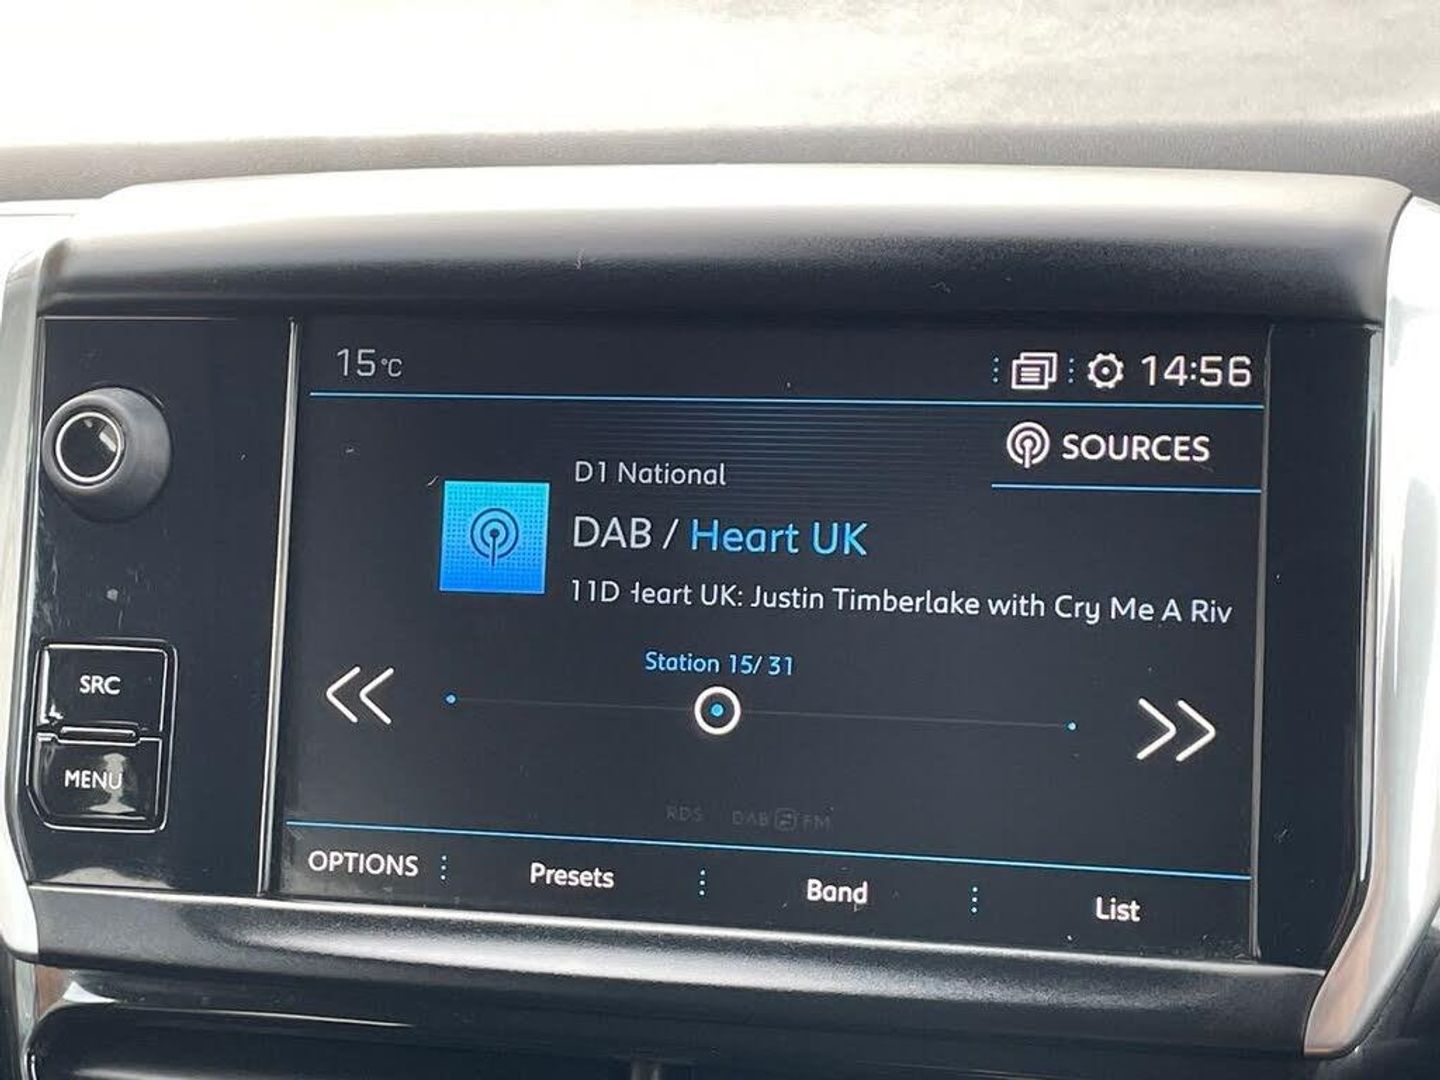 15°C
14:56
SOURCES
D1 National
DAB / Heart UK
11D Heart UK: Justin Timberlake with Cry Me A Riv
Station 15/ 31
SRC
MENU
RDS DAB FM
OPTIONS Presets Band List